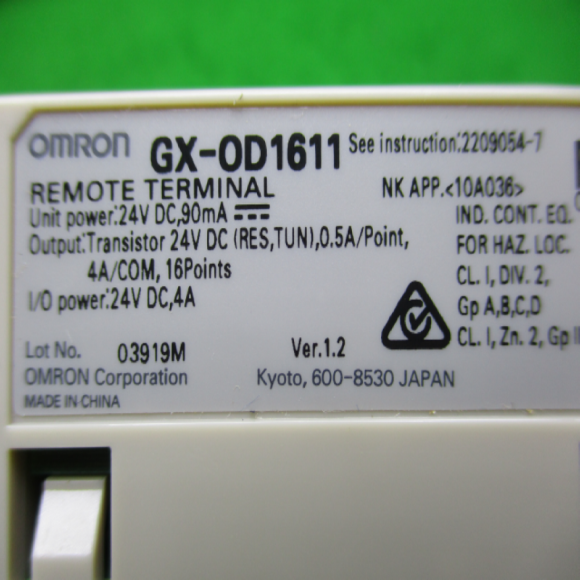 OMRON GX-OD1611 See instruction:2209054-7
REMOTE TERMINAL NK APP.<10A036>
Unit power:24V DC,90mA
Output:Transistor 24V DC (RES,TUN),0.5A/Point,
4A/COM, 16Points
I/O power:24V DC,4A
IND. CONT. EQ.
FOR HAZ. LOC.
CL. I, DIV. 2,
Gp A,B,C,D
CL. I, Zn. 2, Gp
Lot No. 03919M Ver.1.2
OMRON Corporation Kyoto, 600-8530 JAPAN
MADE IN CHINA